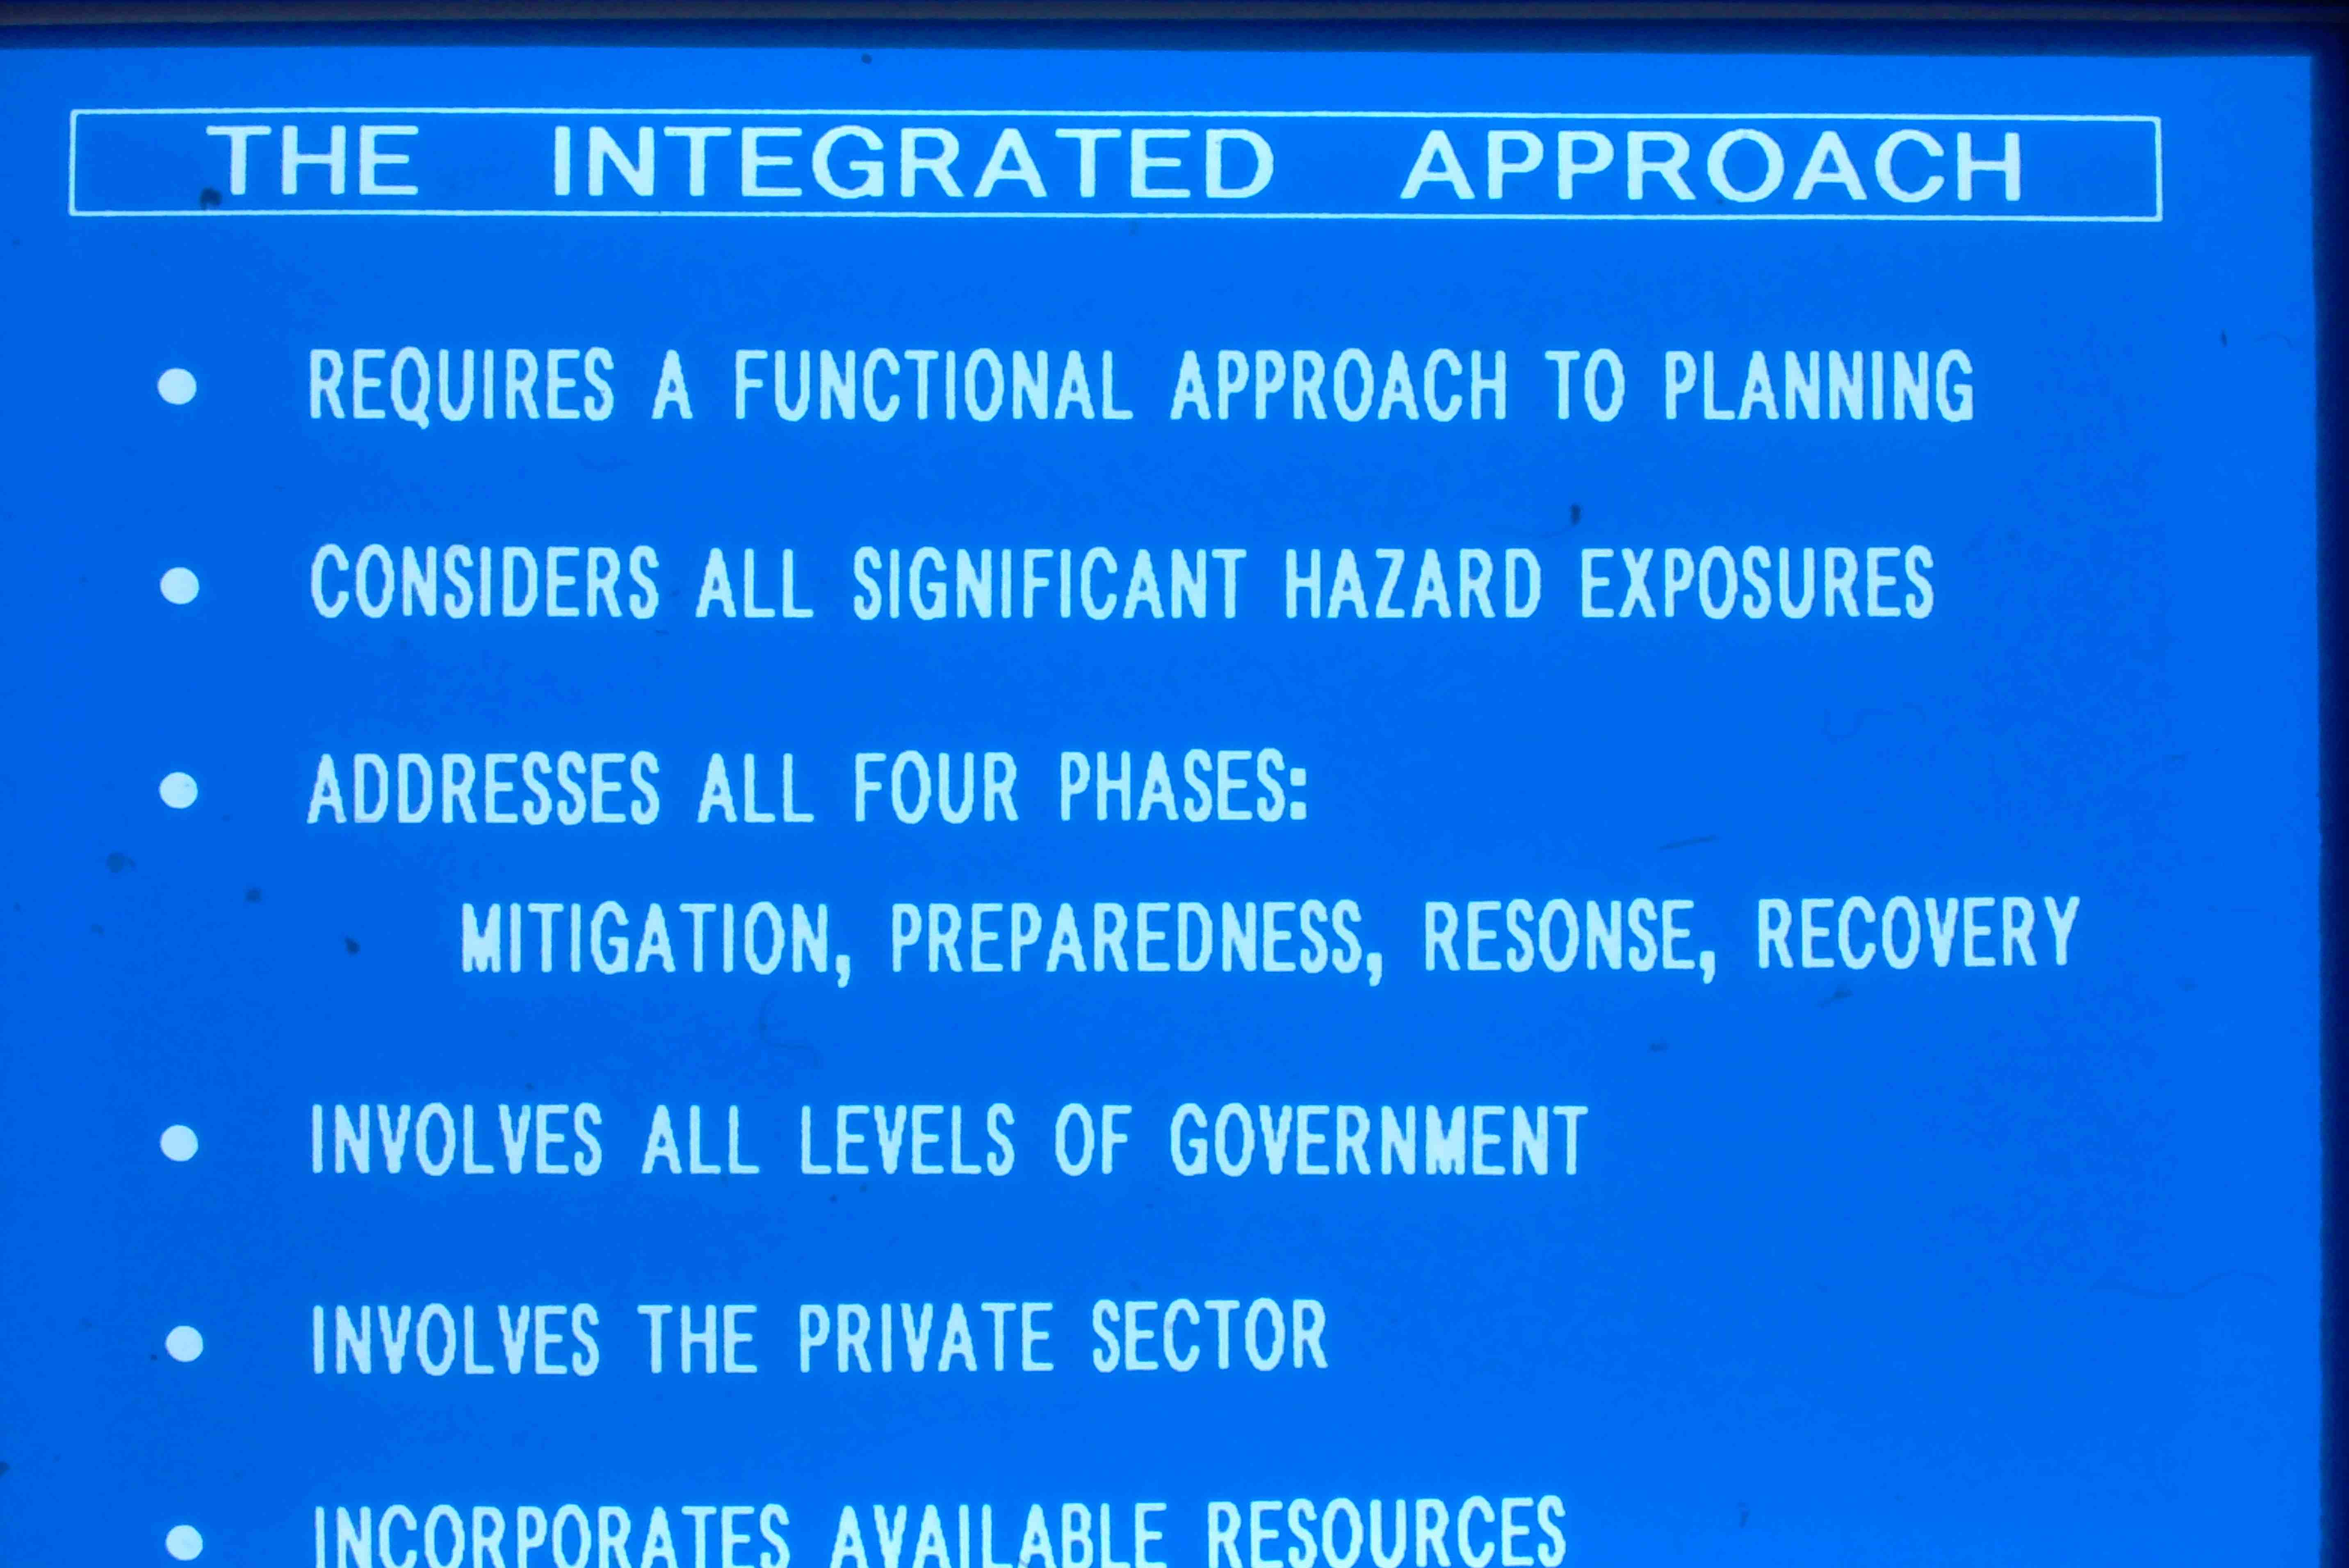 THE INTEGRATED APPROACH
• REQUIRES A FUNCTIONAL APPROACH TO PLANNING
• CONSIDERS ALL SIGNIFICANT HAZARD EXPOSURES
• ADDRESSES ALL FOUR PHASES:
MITIGATION, PREPAREDNESS, RESONSE, RECOVERY
• INVOLVES ALL LEVELS OF GOVERNMENT
• INVOLVES THE PRIVATE SECTOR
• INCORPORATES AVAILABLE RESOURCES